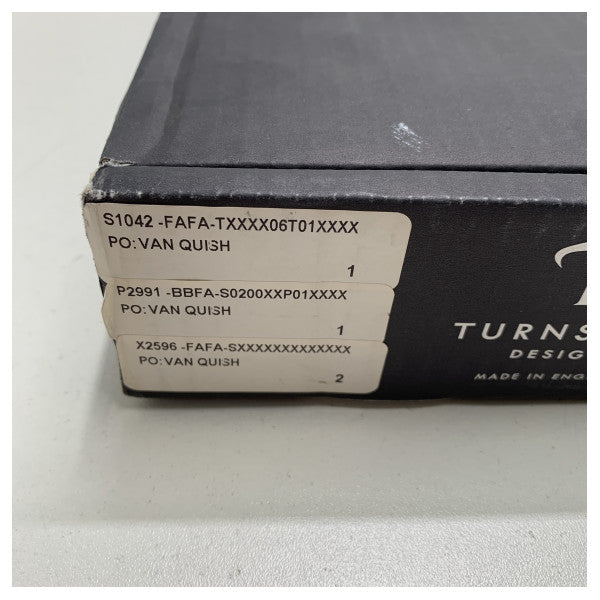 S1042 -FAFA-TXXXX06T01XXXX
PO: VAN QUISH
1
P2991 -BBFA-S0200XXP01XXXX
PO: VAN QUISH
1
X2596 -FAFA-SXXXXXXXXXXXXX
PO: VAN QUISH
2
T
TURNS
DESIG
MADE IN ENG